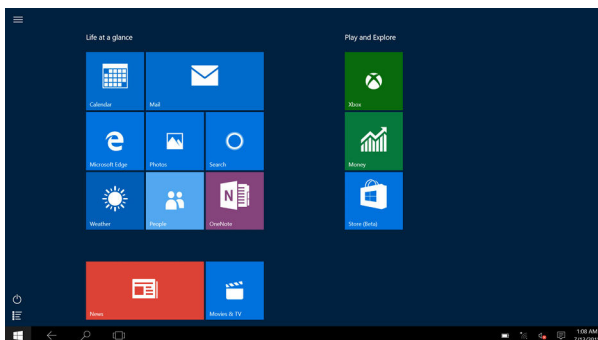 Life at a glance
Play and Explore
Calendar
Mail
Xbox
Microsoft Edge
Photos
Search
Money
Weather
People
OneNote
N
Store (Beta)
News
Movies & TV
1:08 AM